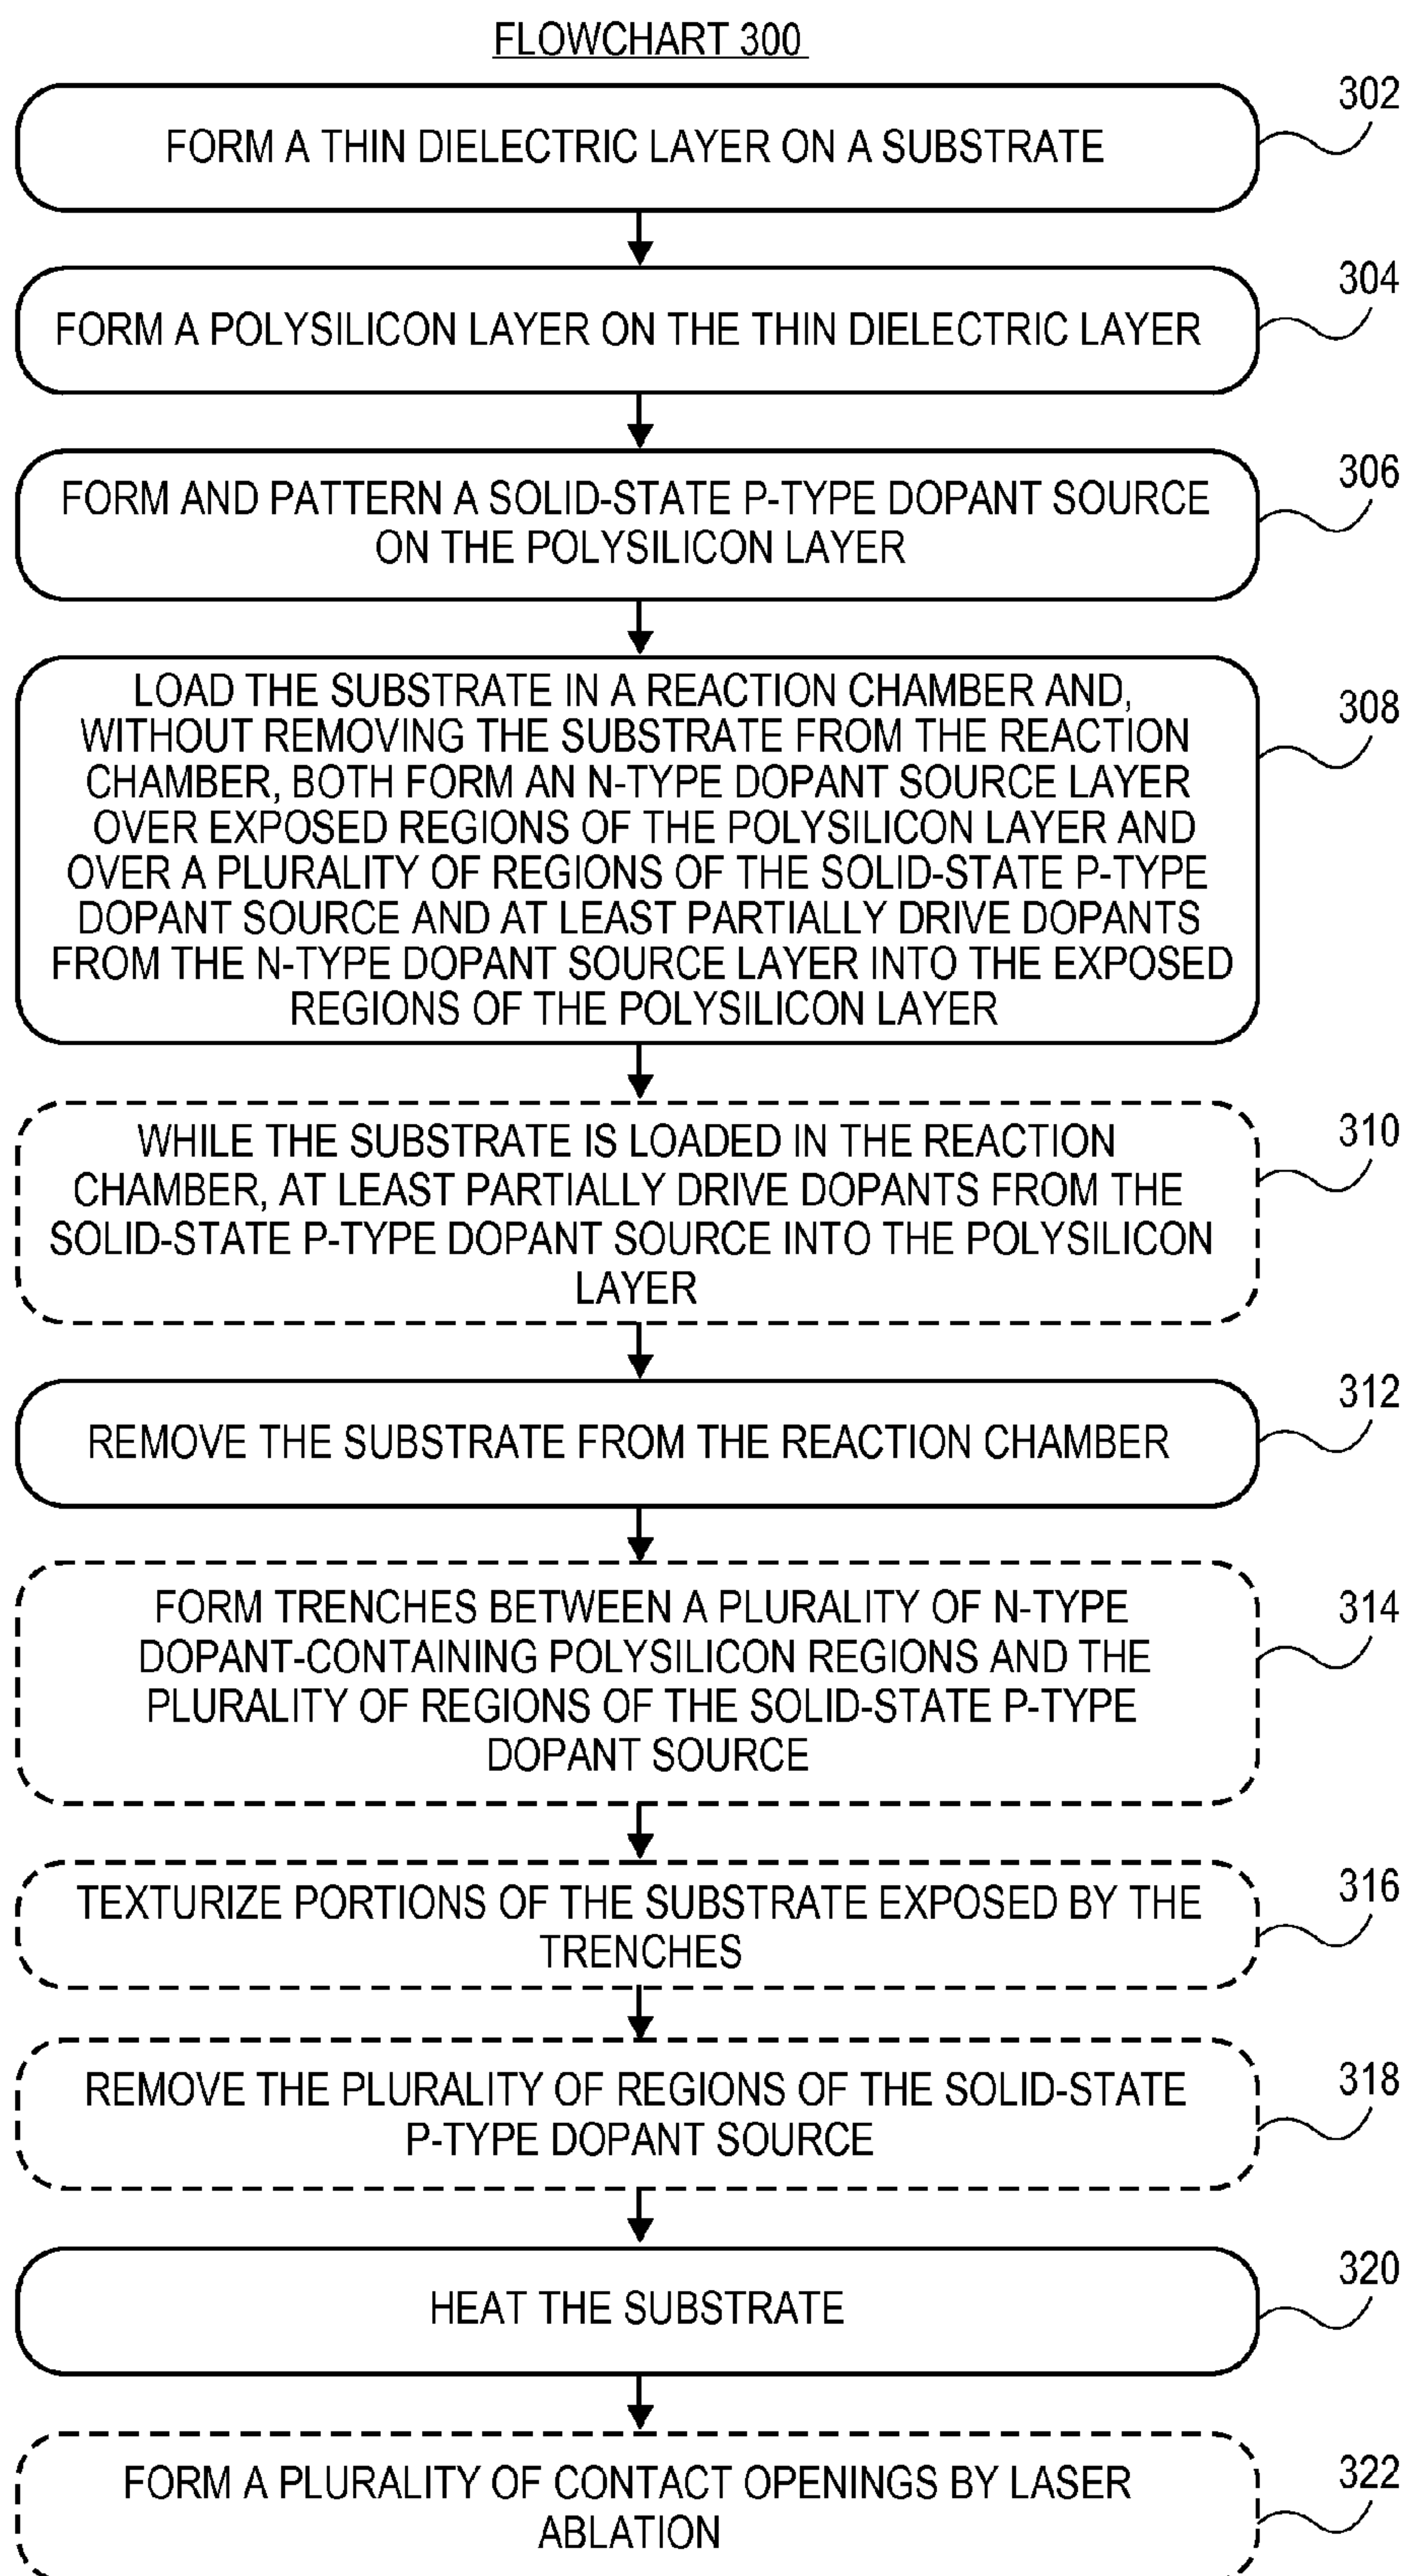 FLOWCHART 300
302
FORM A THIN DIELECTRIC LAYER ON A SUBSTRATE
304
FORM A POLYSILICON LAYER ON THE THIN DIELECTRIC LAYER
306
FORM AND PATTERN A SOLID-STATE P-TYPE DOPANT SOURCE
ON THE POLYSILICON LAYER
308
LOAD THE SUBSTRATE IN A REACTION CHAMBER AND,
WITHOUT REMOVING THE SUBSTRATE FROM THE REACTION
CHAMBER, BOTH FORM AN N-TYPE DOPANT SOURCE LAYER
OVER EXPOSED REGIONS OF THE POLYSILICON LAYER AND
OVER A PLURALITY OF REGIONS OF THE SOLID-STATE P-TYPE
DOPANT SOURCE AND AT LEAST PARTIALLY DRIVE DOPANTS
FROM THE N-TYPE DOPANT SOURCE LAYER INTO THE EXPOSED
REGIONS OF THE POLYSILICON LAYER
310
WHILE THE SUBSTRATE IS LOADED IN THE REACTION
CHAMBER, AT LEAST PARTIALLY DRIVE DOPANTS FROM THE
SOLID-STATE P-TYPE DOPANT SOURCE INTO THE POLYSILICON
LAYER
312
REMOVE THE SUBSTRATE FROM THE REACTION CHAMBER
314
FORM TRENCHES BETWEEN A PLURALITY OF N-TYPE
DOPANT-CONTAINING POLYSILICON REGIONS AND THE
PLURALITY OF REGIONS OF THE SOLID-STATE P-TYPE
DOPANT SOURCE
316
TEXTURIZE PORTIONS OF THE SUBSTRATE EXPOSED BY THE
TRENCHES
318
REMOVE THE PLURALITY OF REGIONS OF THE SOLID-STATE
P-TYPE DOPANT SOURCE
320
HEAT THE SUBSTRATE
322
FORM A PLURALITY OF CONTACT OPENINGS BY LASER
ABLATION